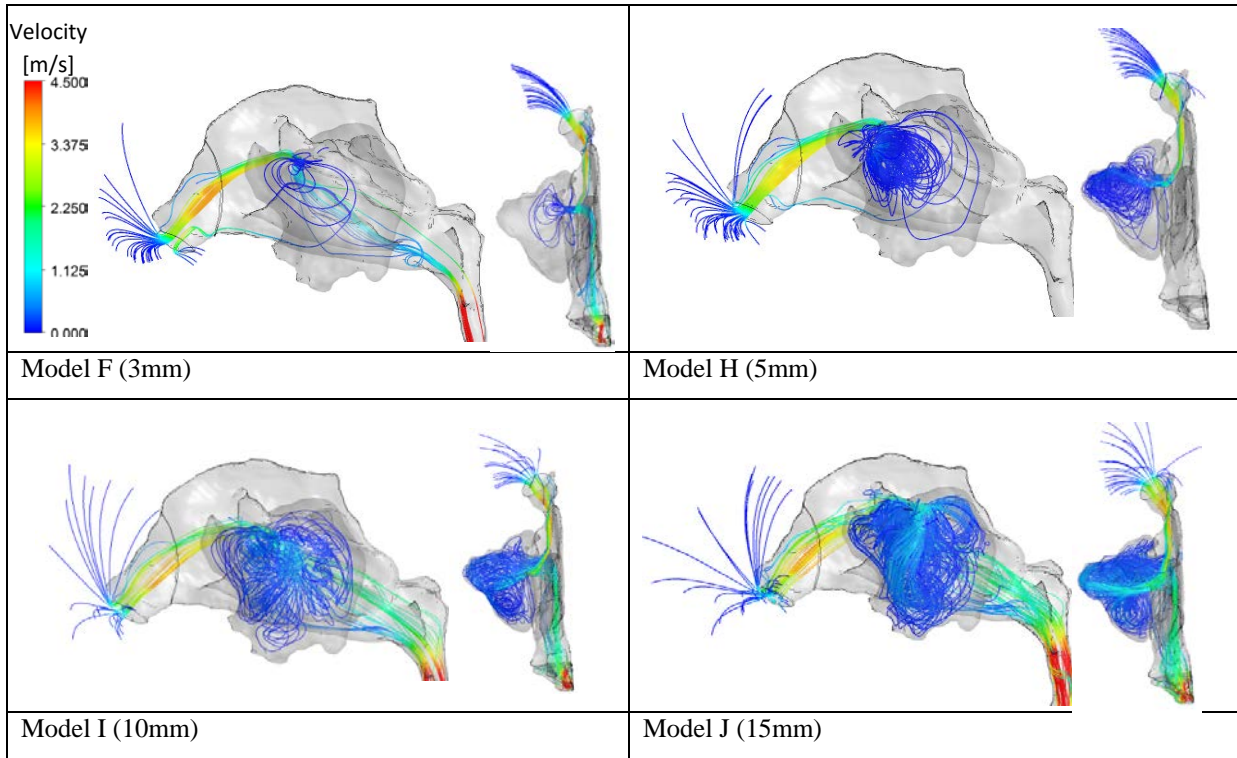 Velocity
[m/s]
4.500
3.375
2.250
1.125
0.000
Model F (3mm)
Model H (5mm)
Model I (10mm)
Model J (15mm)